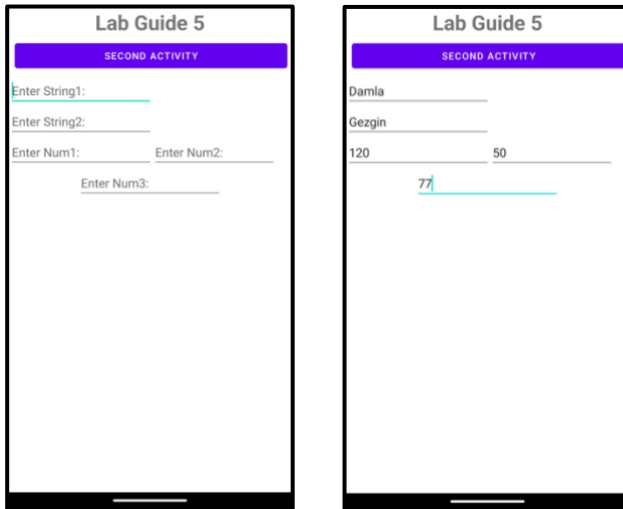 Lab Guide 5
SECOND ACTIVITY
Enter String1:
Enter String2:
Enter Num1: Enter Num2:
Enter Num3:
Lab Guide 5
SECOND ACTIVITY
Damla
Gezgin
120 50
77